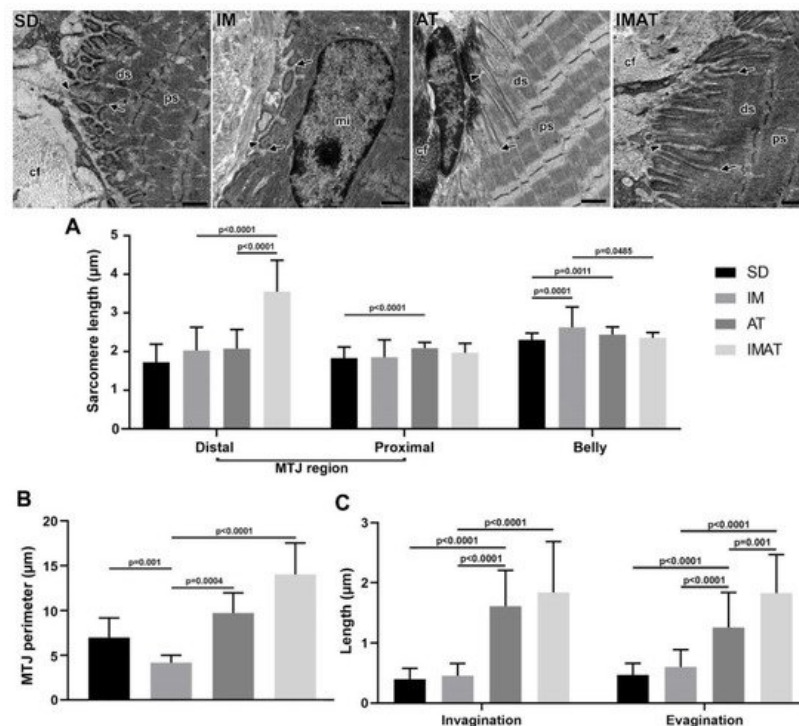 SD IM AT IMAT
cf ds ps
mi
cf ds ps
cf ds ps
A
p<0.0001
p<0.0001
p<0.0001
p=0.0485
p=0.0011
p=0.0001
Sarcomere length (µm)
5
4
3
2
1
0
Distal Proximal Belly
MTJ region
SD
IM
AT
IMAT
B
p<0.0001
p=0.001
p=0.0004
MTJ perimeter (µm)
20
15
10
5
0
C
p<0.0001
p<0.0001
p<0.0001
p<0.0001
p=0.001
p<0.0001
p<0.0001
Length (µm)
3
2
1
0
Invagination Evagination